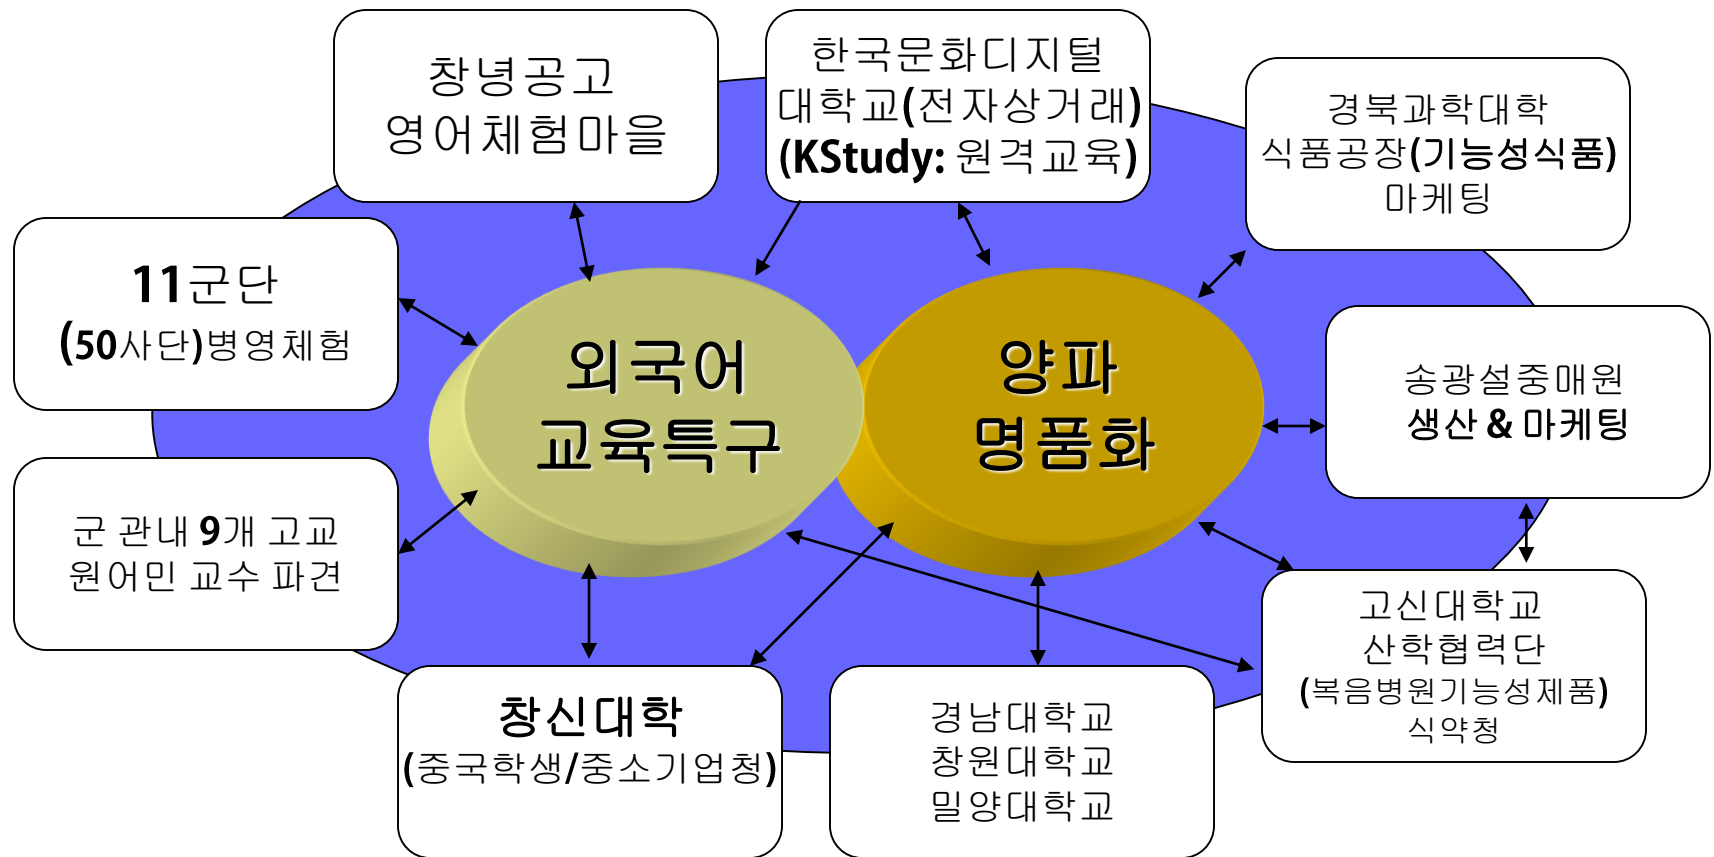 창녕공고
영어체험마을
한국문화디지털
대학교(전자상거래)
(KStudy: 원격교육)
경북과학대학
식품공장(기능성식품)
마케팅
11군단
(50사단)병영체험
외국어
교육특구
양파
명품화
송광설중매원
생산 & 마케팅
군 관내 9개 고교
원어민 교수 파견
고신대학교
산학협력단
(복음병원기능성제품)
식약청
창신대학
(중국학생/중소기업청)
경남대학교
창원대학교
밀양대학교